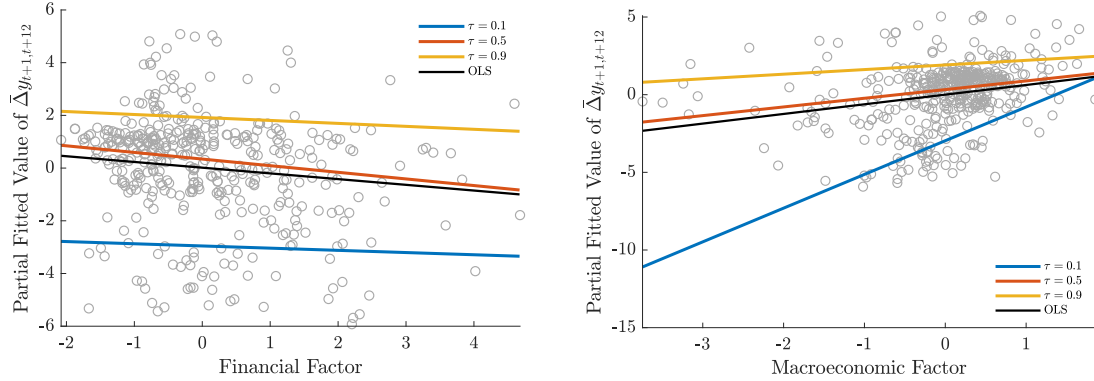 Partial Fitted Value of Δ̄y_{t+1,t+12}
6
4
2
0
-2
-4
-6
-2
-1
0
1
2
3
4
Financial Factor
τ = 0.1
τ = 0.5
τ = 0.9
OLS
Partial Fitted Value of Δ̄y_{t+1,t+12}
5
0
-5
-10
-15
-3
-2
-1
0
1
Macroeconomic Factor
τ = 0.1
τ = 0.5
τ = 0.9
OLS